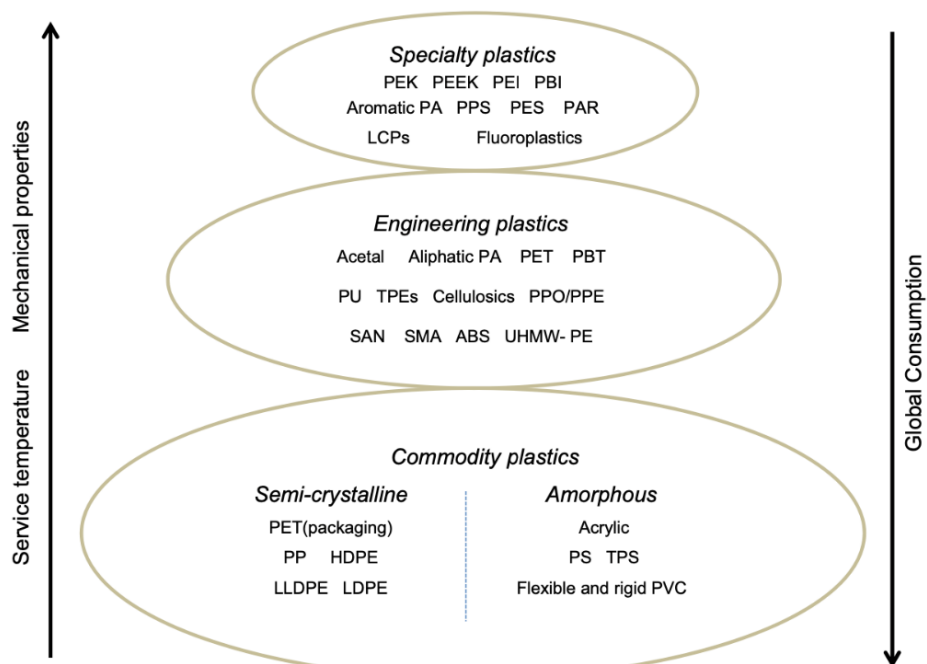 Specialty plastics
PEK PEEK PEI PBI
Aromatic PA PPS PES PAR
LCPs Fluoroplastics
Engineering plastics
Acetal Aliphatic PA PET PBT
PU TPEs Cellulosics PPO/PPE
SAN SMA ABS UHMW- PE
Commodity plastics
Semi-crystalline
PET(packaging)
PP HDPE
LLDPE LDPE
Amorphous
Acrylic
PS TPS
Flexible and rigid PVC
Service temperature Mechanical properties
Global Consumption